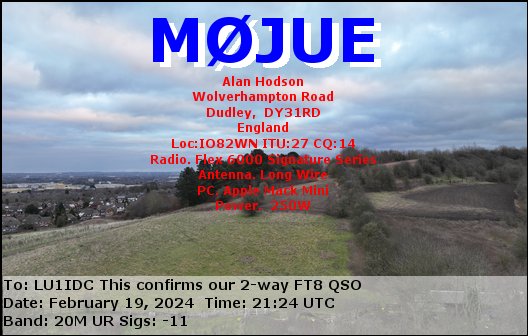 MØJUE
Alan Hodson
Wolverhampton Road
Dudley, DY31RD
England
Loc:IO82WN ITU:27 CQ:14
Radio. Flex 6000 Signature Series
Antenna. Long Wire
PC. Apple Mack Mini
Power. 250W
To: LU1IDC This confirms our 2-way FT8 QSO
Date: February 19, 2024 Time: 21:24 UTC
Band: 20M UR Sigs: -11